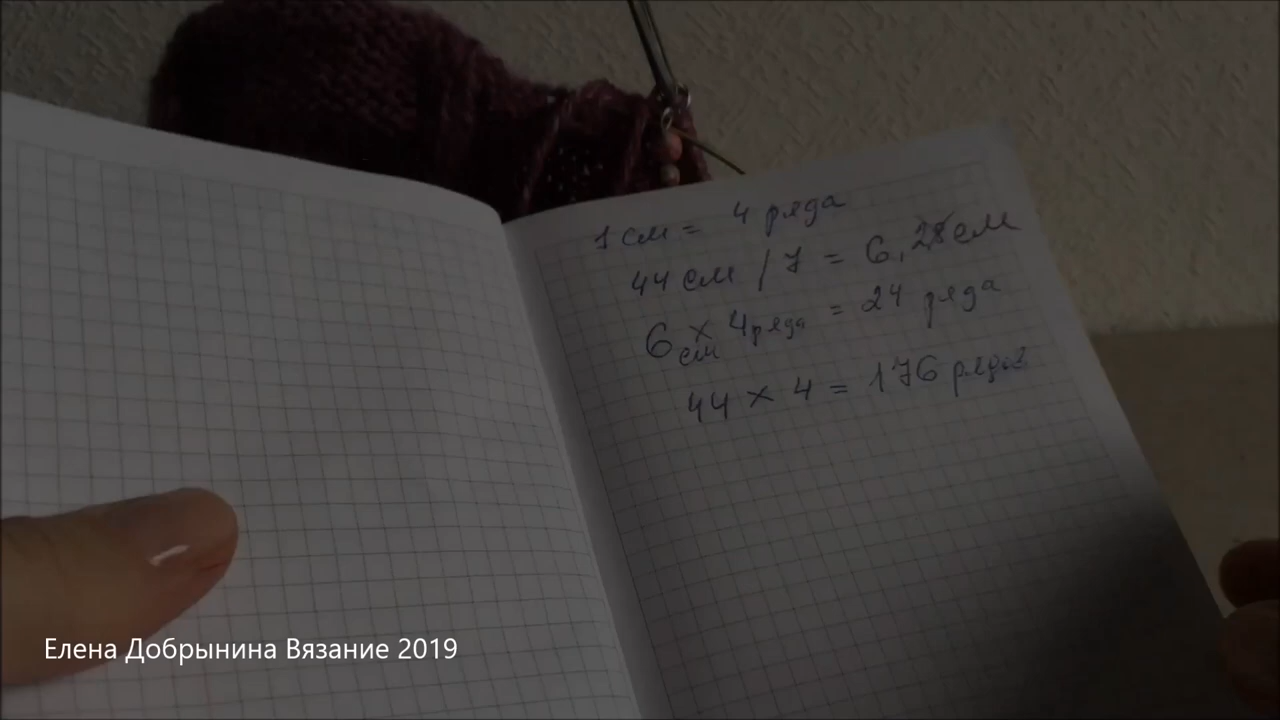 1 см = 4 ряда
44 см / 7 = 6,28 см
6 см × 4 ряда = 24 ряда
44 × 4 = 176 рядов
Елена Добрынина Вязание 2019